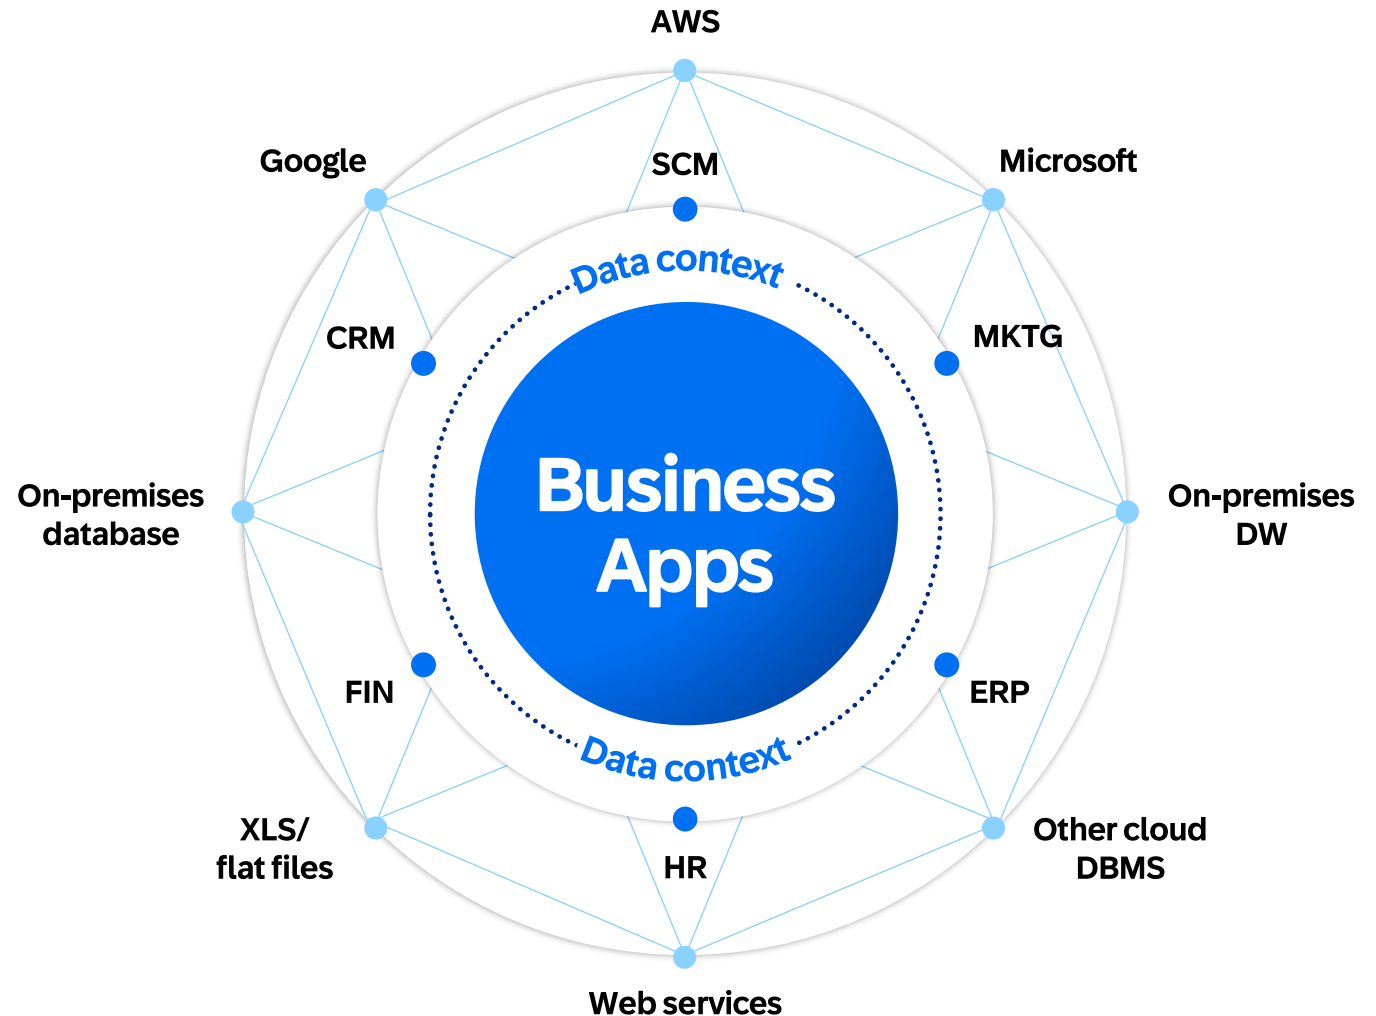 AWS
Google
Microsoft
SCM
Data context
CRM
MKTG
Business
Apps
On-premises
database
On-premises
DW
FIN
ERP
Data context
XLS/
flat files
HR
Other cloud
DBMS
Web services